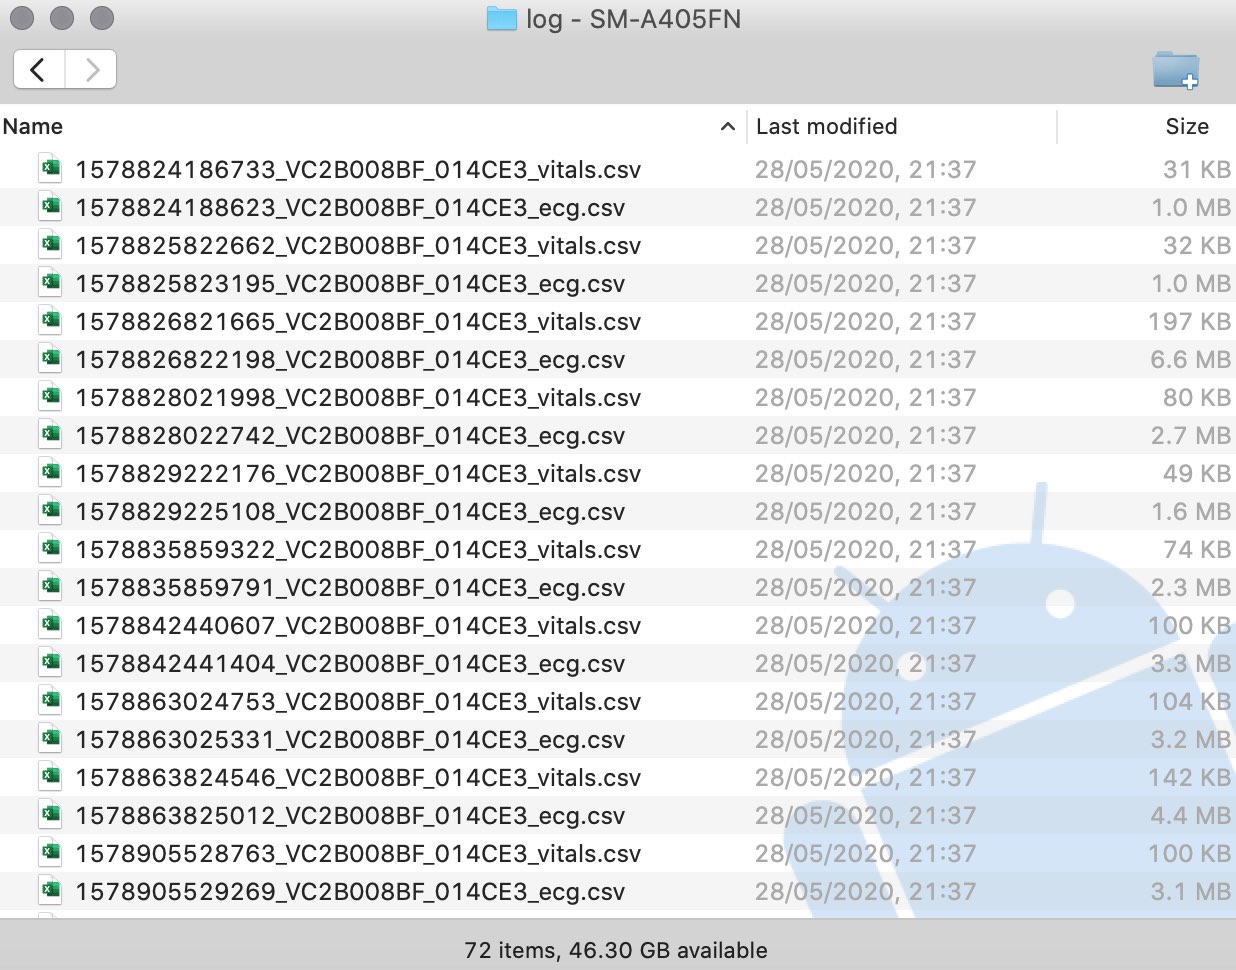 log - SM-A405FN
Name Last modified Size
1578824186733_VC2B008BF_014CE3_vitals.csv 28/05/2020, 21:37 31 KB
1578824188623_VC2B008BF_014CE3_ecg.csv 28/05/2020, 21:37 1.0 MB
1578825822662_VC2B008BF_014CE3_vitals.csv 28/05/2020, 21:37 32 KB
1578825823195_VC2B008BF_014CE3_ecg.csv 28/05/2020, 21:37 1.0 MB
1578826821665_VC2B008BF_014CE3_vitals.csv 28/05/2020, 21:37 197 KB
1578826822198_VC2B008BF_014CE3_ecg.csv 28/05/2020, 21:37 6.6 MB
1578828021998_VC2B008BF_014CE3_vitals.csv 28/05/2020, 21:37 80 KB
1578828022742_VC2B008BF_014CE3_ecg.csv 28/05/2020, 21:37 2.7 MB
1578829222176_VC2B008BF_014CE3_vitals.csv 28/05/2020, 21:37 49 KB
1578829225108_VC2B008BF_014CE3_ecg.csv 28/05/2020, 21:37 1.6 MB
1578835859322_VC2B008BF_014CE3_vitals.csv 28/05/2020, 21:37 74 KB
1578835859791_VC2B008BF_014CE3_ecg.csv 28/05/2020, 21:37 2.3 MB
1578842440607_VC2B008BF_014CE3_vitals.csv 28/05/2020, 21:37 100 KB
1578842441404_VC2B008BF_014CE3_ecg.csv 28/05/2020, 21:37 3.3 MB
1578863024753_VC2B008BF_014CE3_vitals.csv 28/05/2020, 21:37 104 KB
1578863025331_VC2B008BF_014CE3_ecg.csv 28/05/2020, 21:37 3.2 MB
1578863824546_VC2B008BF_014CE3_vitals.csv 28/05/2020, 21:37 142 KB
1578863825012_VC2B008BF_014CE3_ecg.csv 28/05/2020, 21:37 4.4 MB
1578905528763_VC2B008BF_014CE3_vitals.csv 28/05/2020, 21:37 100 KB
1578905529269_VC2B008BF_014CE3_ecg.csv 28/05/2020, 21:37 3.1 MB
72 items, 46.30 GB available